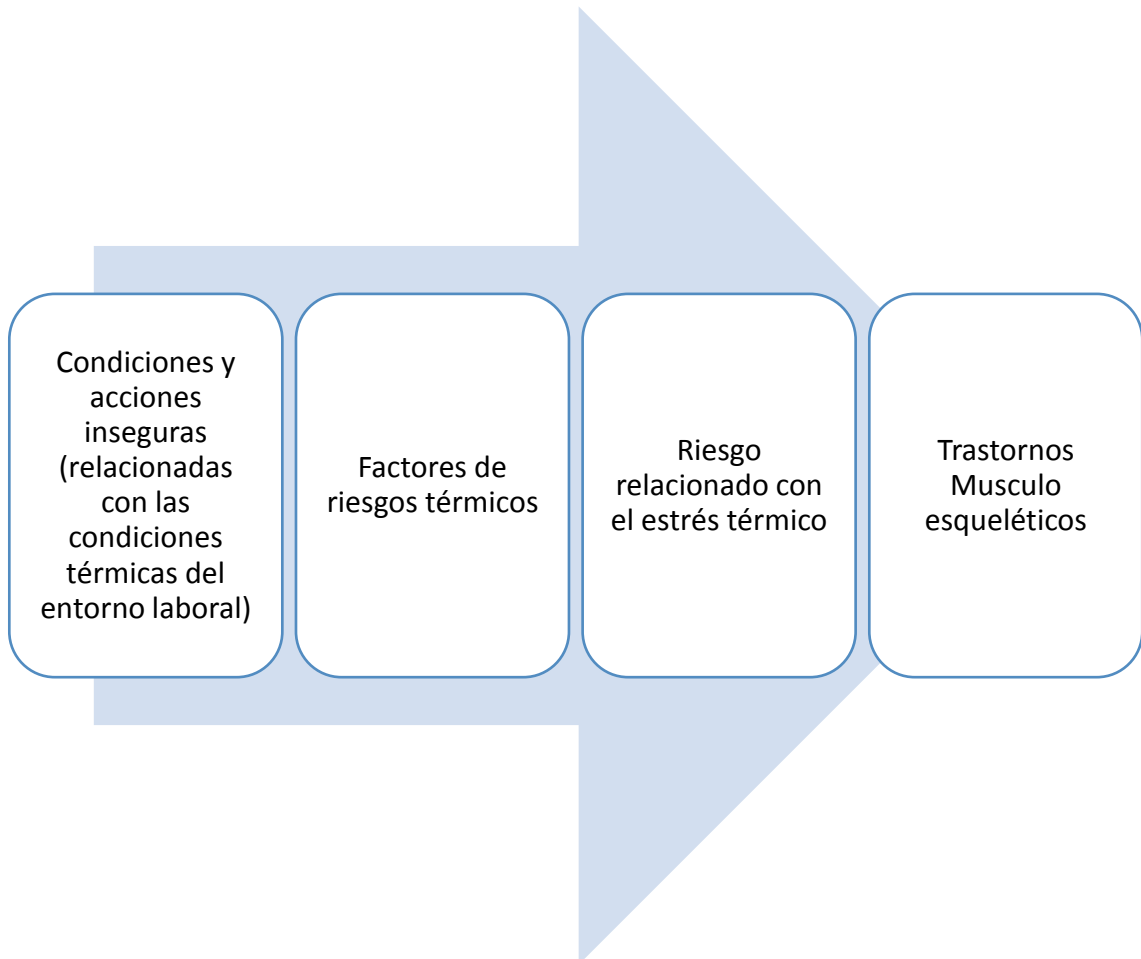 Condiciones y
acciones
inseguras
(relacionadas
con las
condiciones
térmicas del
entorno laboral)
Factores de
riesgos térmicos
Riesgo
relacionado con
el estrés térmico
Trastornos
Musculo
esqueléticos